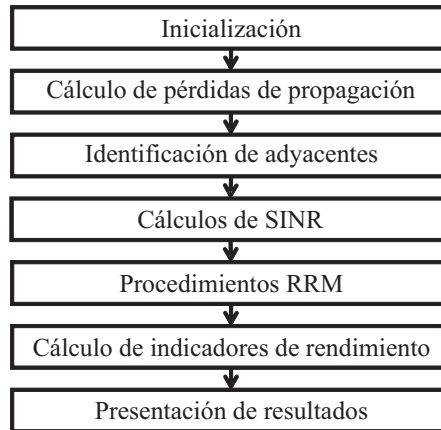 Inicialización
Cálculo de pérdidas de propagación
Identificación de adyacentes
Cálculos de SINR
Procedimientos RRM
Cálculo de indicadores de rendimiento
Presentación de resultados